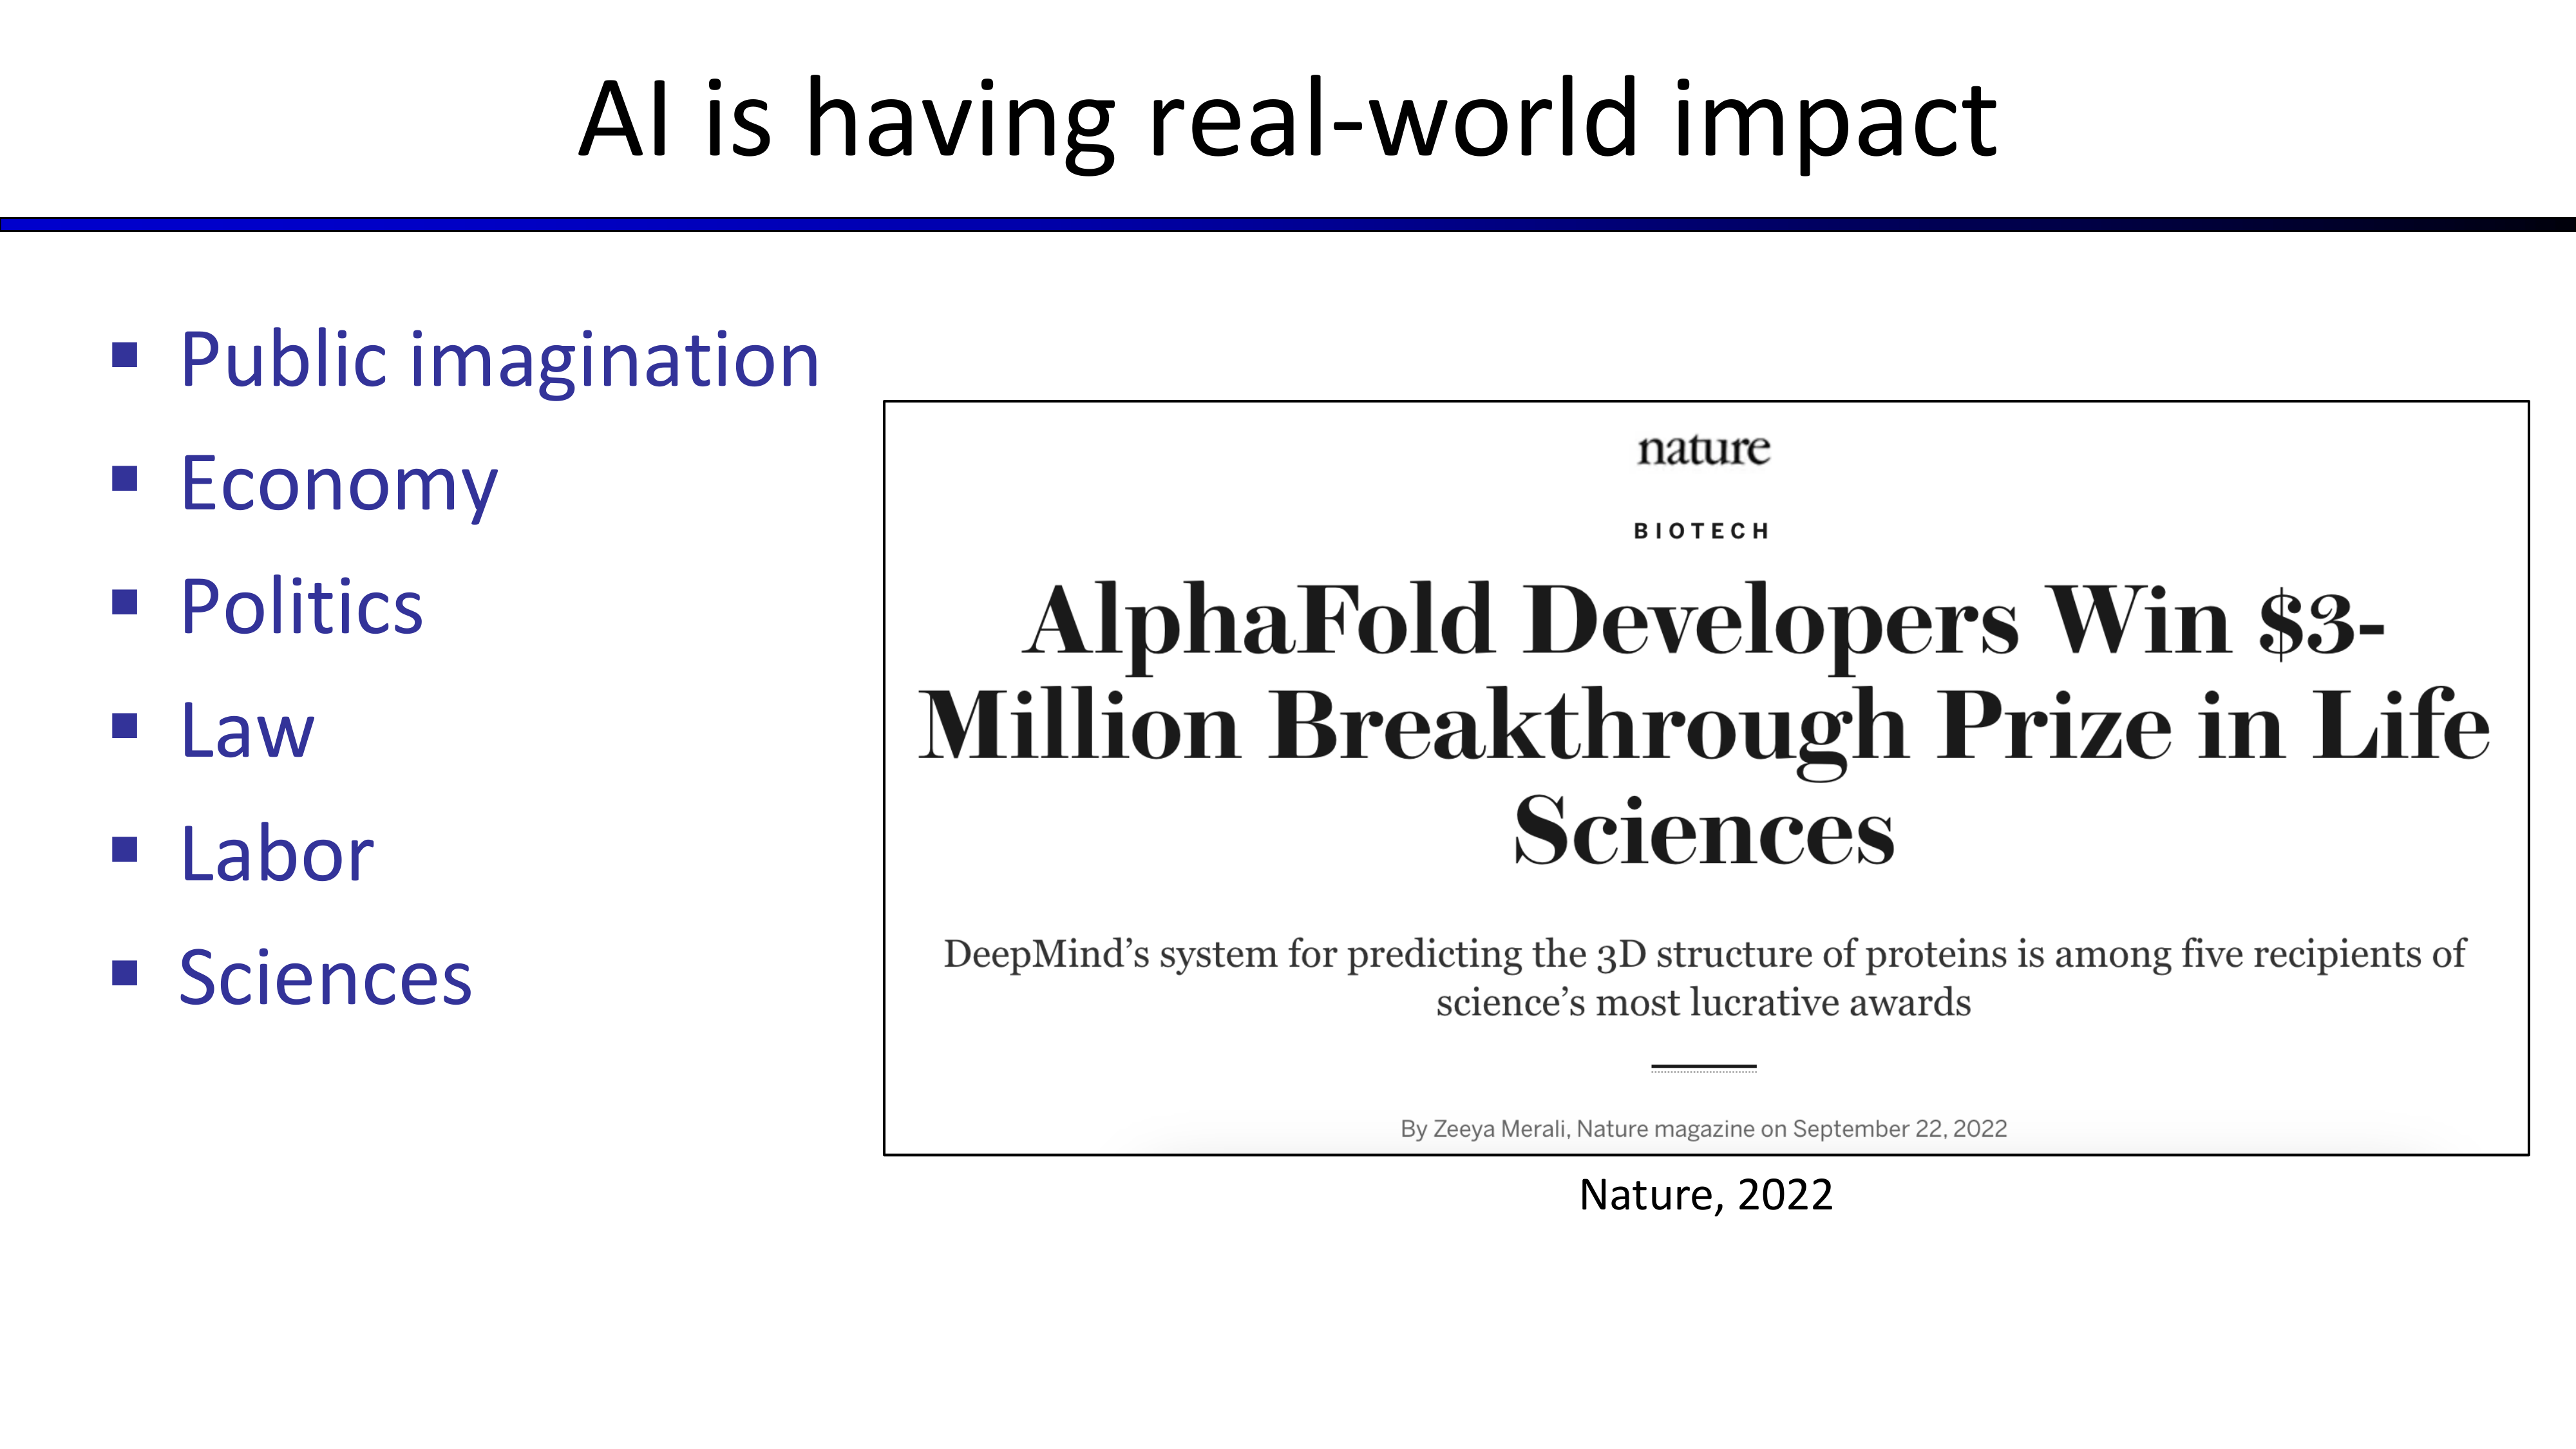 AI is having real-world impact
Public imagination
Economy
Politics
Law
Labor
Sciences
nature
BIOTECH
AlphaFold Developers Win $3-
Million Breakthrough Prize in Life
Sciences
DeepMind’s system for predicting the 3D structure of proteins is among five recipients of
science’s most lucrative awards
By Zeeya Merali, Nature magazine on September 22, 2022
Nature, 2022